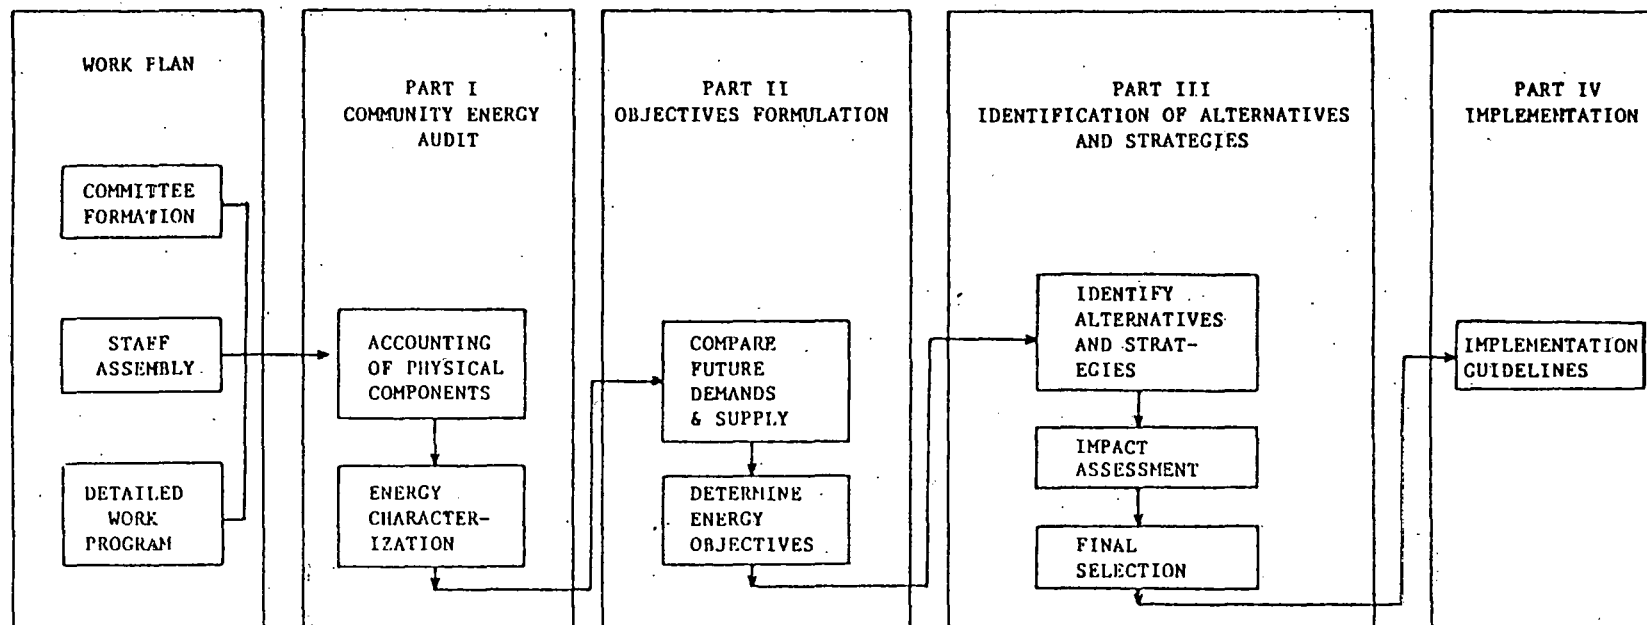 WORK PLAN
COMMITTEE
FORMATION
STAFF
ASSEMBLY
DETAILED
WORK
PROGRAM
PART I
COMMUNITY ENERGY
AUDIT
ACCOUNTING
OF PHYSICAL
COMPONENTS
ENERGY
CHARACTER-
IZATION
PART II
OBJECTIVES FORMULATION
COMPARE
FUTURE
DEMANDS
& SUPPLY
DETERMINE
ENERGY
OBJECTIVES
PART III
IDENTIFICATION OF ALTERNATIVES
AND STRATEGIES
IDENTIFY
ALTERNATIVES
AND STRAT-
EGIES
IMPACT
ASSESSMENT
FINAL
SELECTION
PART IV
IMPLEMENTATION
IMPLEMENTATION
GUIDELINES